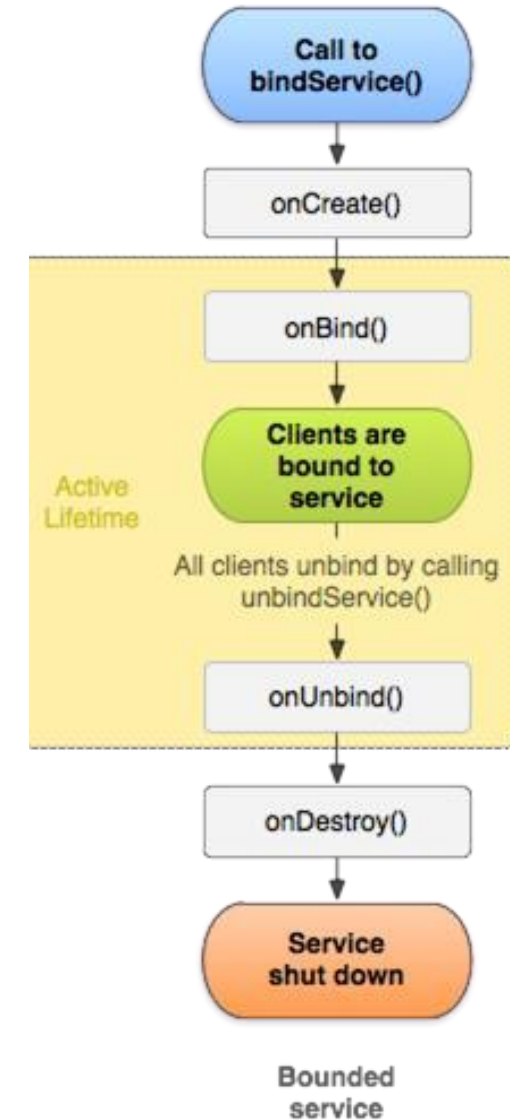 Call to
bindService()
onCreate()
onBind()
Clients are
bound to
service
Active
Lifetime
All clients unbind by calling
unbindService()
onUnbind()
onDestroy()
Service
shut down
Bounded
service